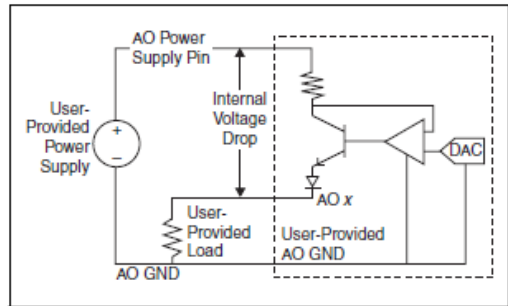 AO Power
Supply Pin
User-
Provided
Power
Supply
+
–
Internal
Voltage
Drop
DAC
AO x
User-
Provided
Load
User-Provided
AO GND
AO GND